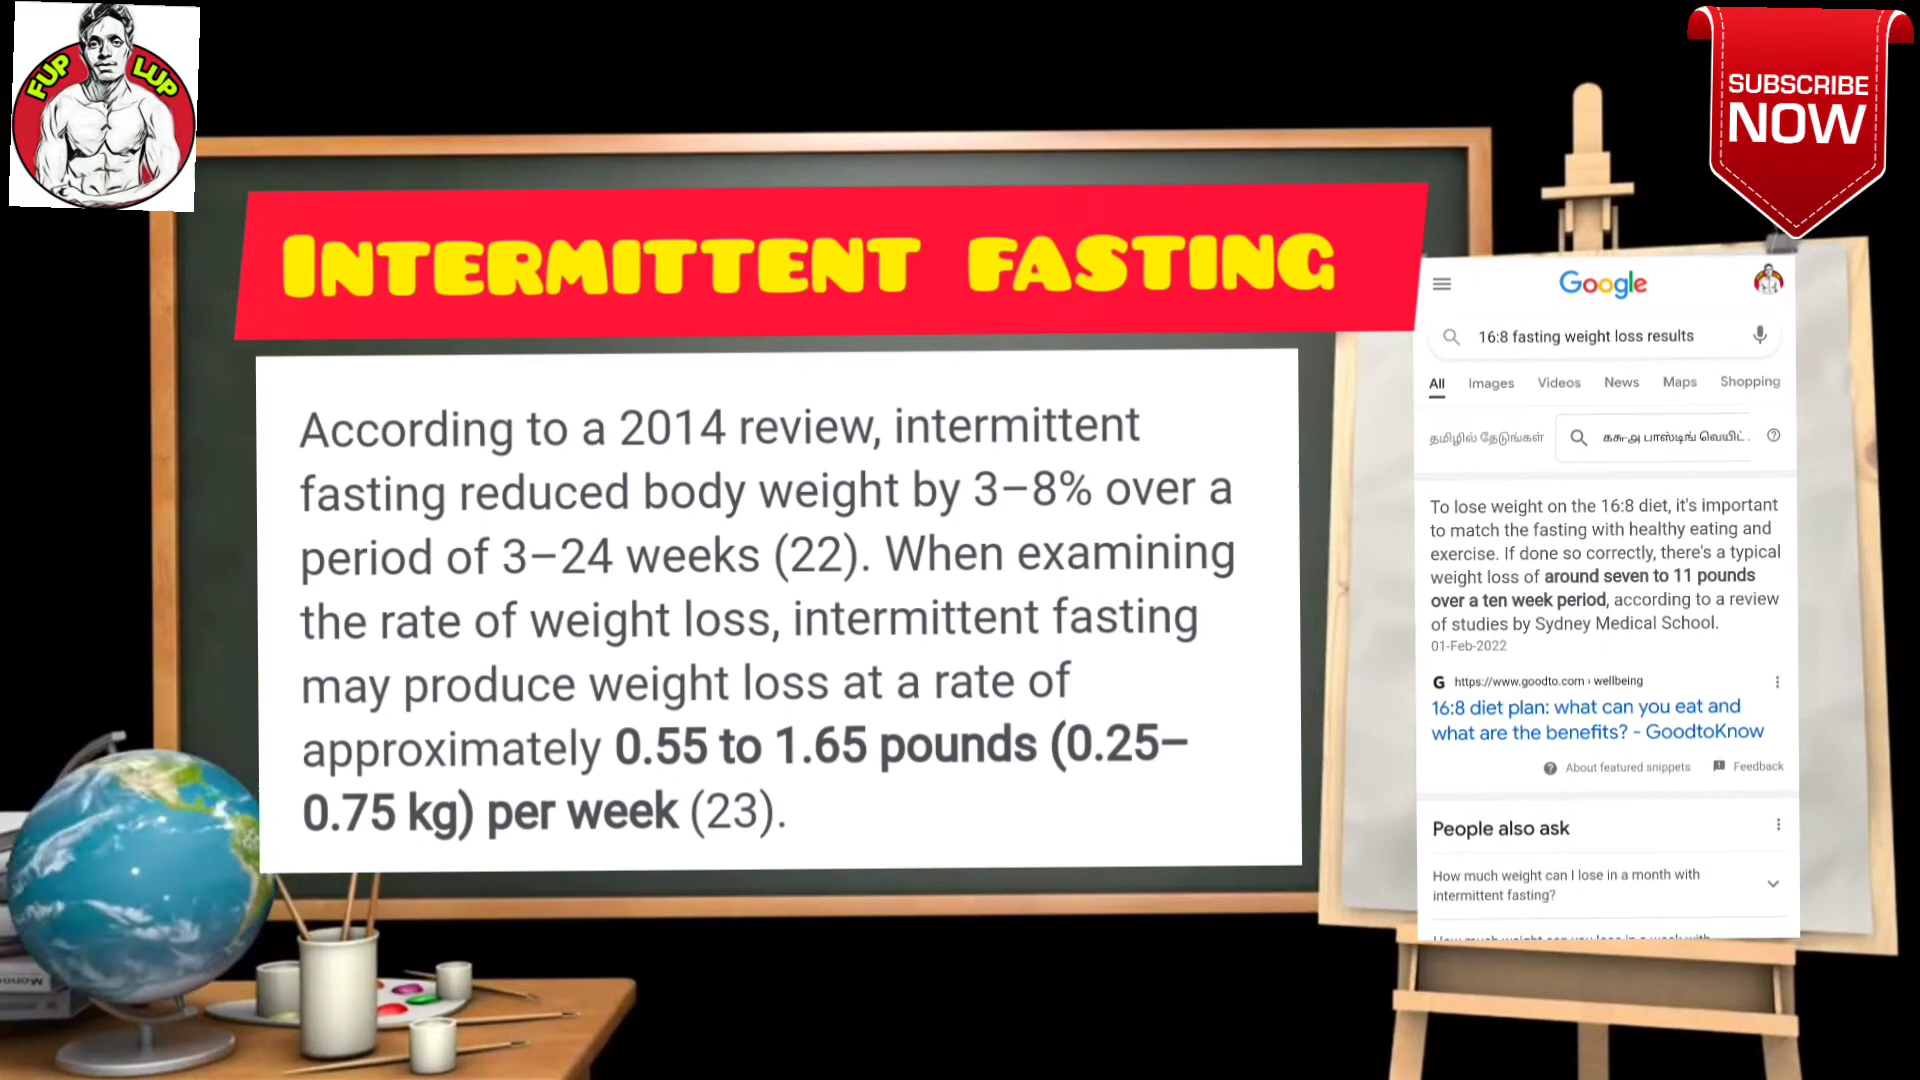 FUP LUP
SUBSCRIBE
NOW
INTERMITTENT FASTING
According to a 2014 review, intermittent
fasting reduced body weight by 3–8% over a
period of 3–24 weeks (22). When examining
the rate of weight loss, intermittent fasting
may produce weight loss at a rate of
approximately 0.55 to 1.65 pounds (0.25–
0.75 kg) per week (23).
Google
16:8 fasting weight loss results
All Images Videos News Maps Shopping
தமிழில் தேடுங்கள் ௧௬-௮ பாஸ்டிங் வெயிட் .
To lose weight on the 16:8 diet, it's important
to match the fasting with healthy eating and
exercise. If done so correctly, there's a typical
weight loss of around seven to 11 pounds
over a ten week period, according to a review
of studies by Sydney Medical School.
01-Feb-2022
G https://www.goodto.com › wellbeing
16:8 diet plan: what can you eat and
what are the benefits? - GoodtoKnow
About featured snippets Feedback
People also ask
How much weight can I lose in a month with
intermittent fasting?